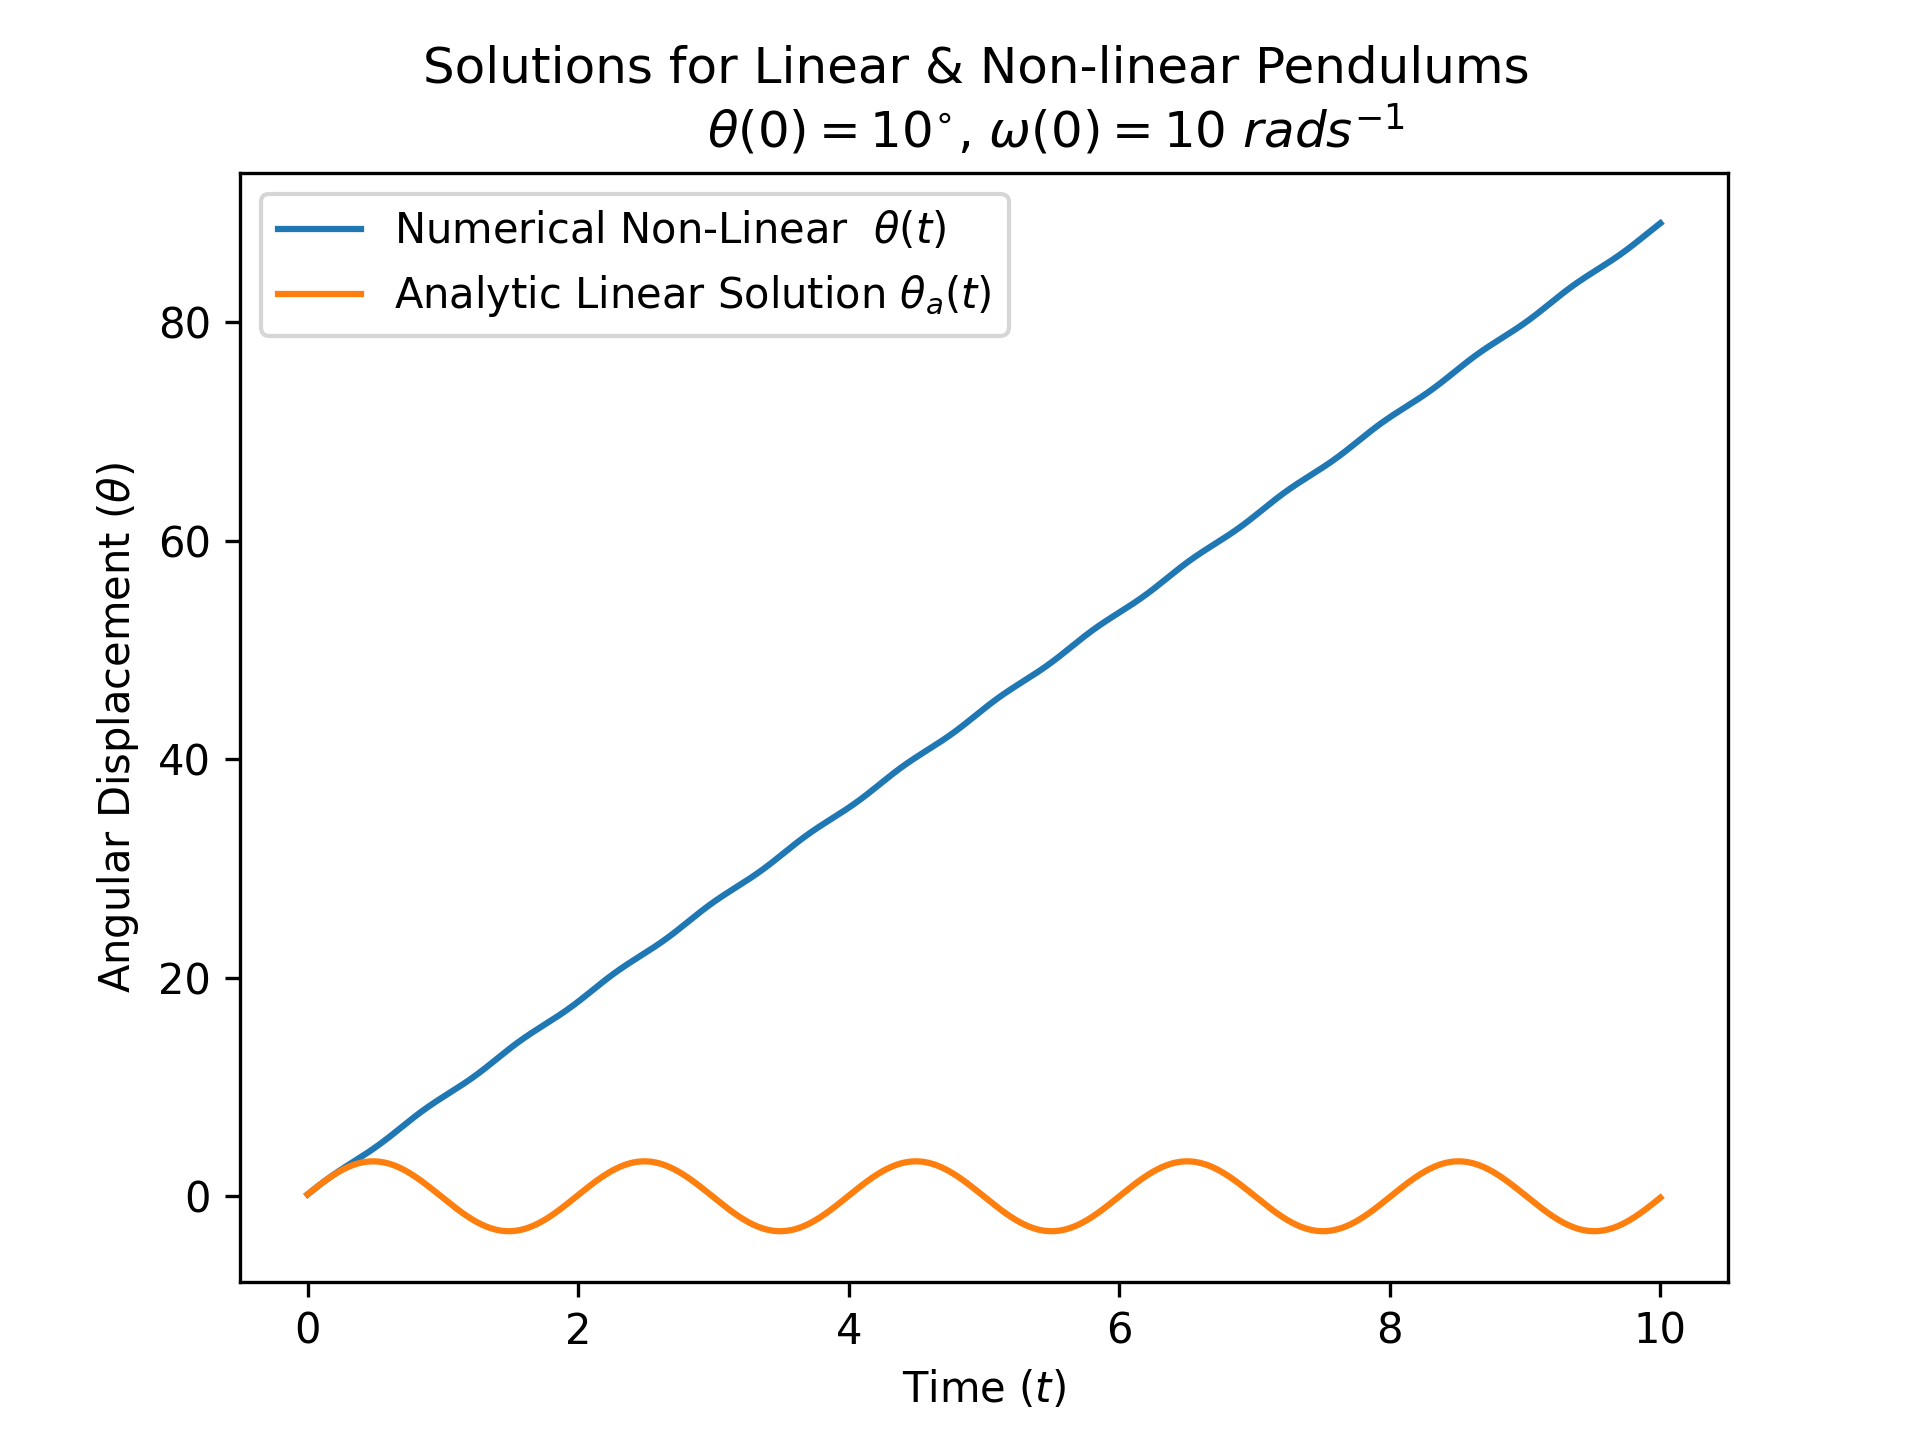 Solutions for Linear & Non-linear Pendulums
θ(0) = 10°, ω(0) = 10 rads⁻¹
Numerical Non-Linear θ(t)
Analytic Linear Solution θₐ(t)
Angular Displacement (θ)
80
60
40
20
0
0 2 4 6 8 10
Time (t)